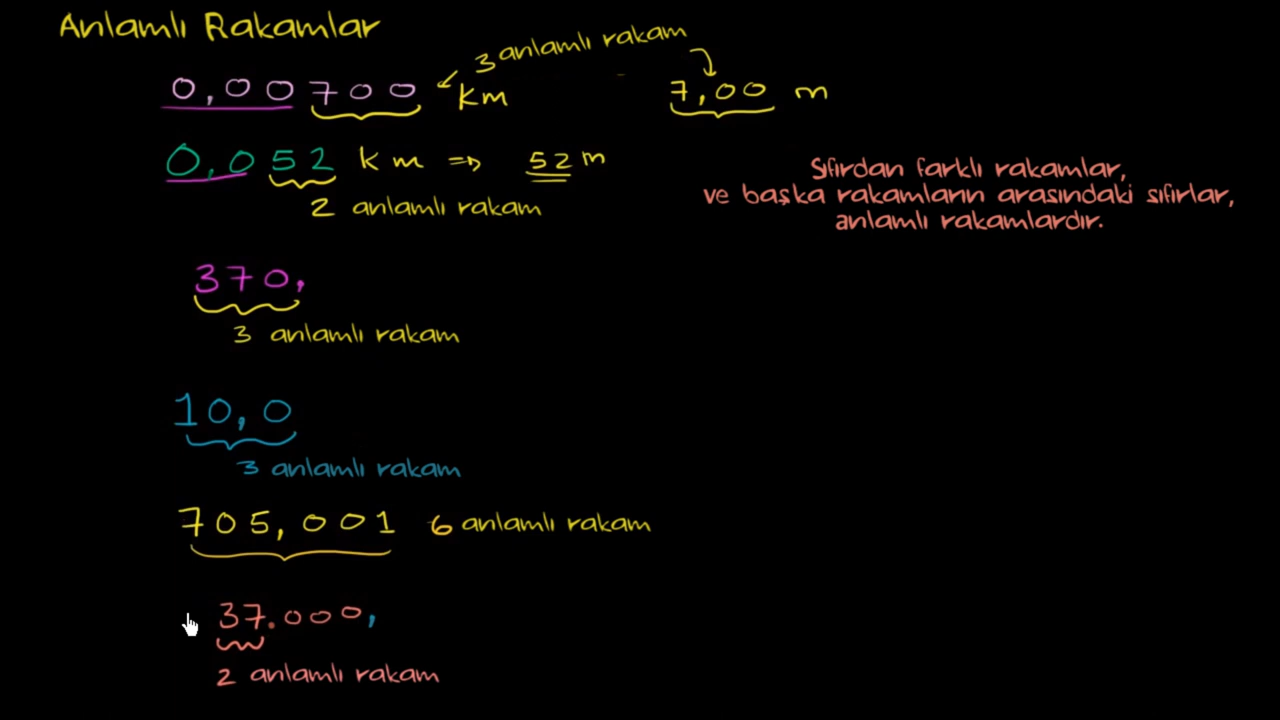 Anlamlı Rakamlar
3 anlamlı rakam
0,00700 km 7,00 m
0,052 km => 52 m
2 anlamlı rakam
Sıfırdan farklı rakamlar,
ve başka rakamların arasındaki sıfırlar,
anlamlı rakamlardır.
370,
3 anlamlı rakam
10,0
3 anlamlı rakam
705,001 6 anlamlı rakam
37.000,
2 anlamlı rakam